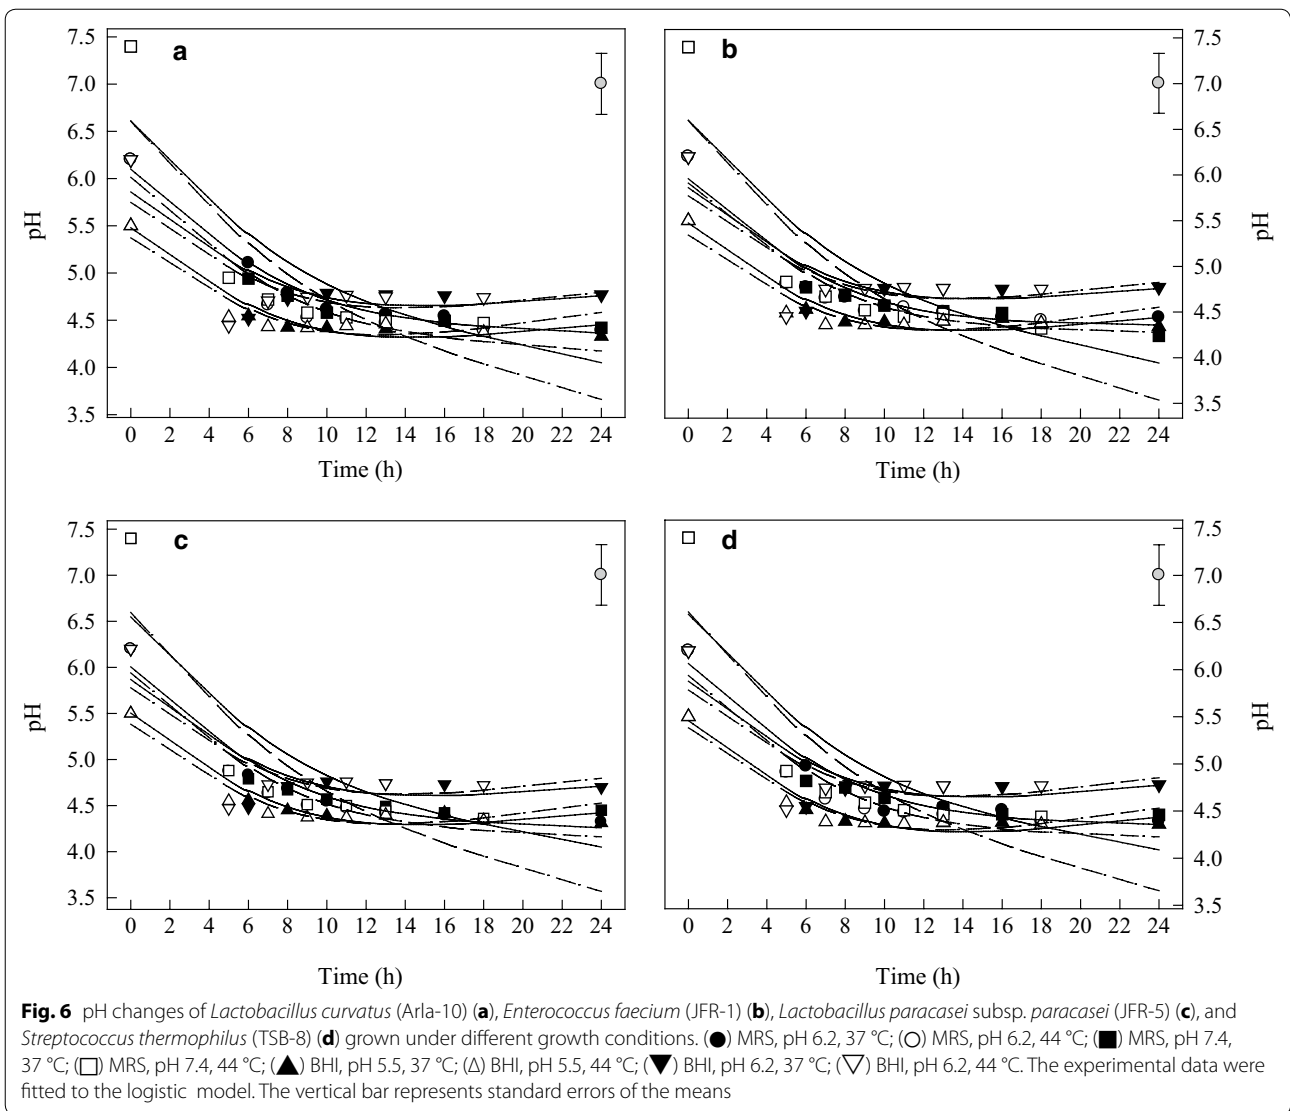 a
7.5
7.0
6.5
6.0
5.5
5.0
4.5
4.0
3.5
pH
0 2 4 6 8 10 12 14 16 18 20 22 24
Time (h)
b
7.5
7.0
6.5
6.0
5.5
5.0
4.5
4.0
3.5
pH
0 2 4 6 8 10 12 14 16 18 20 22 24
Time (h)
c
7.5
7.0
6.5
6.0
5.5
5.0
4.5
4.0
3.5
pH
0 2 4 6 8 10 12 14 16 18 20 22 24
Time (h)
d
7.5
7.0
6.5
6.0
5.5
5.0
4.5
4.0
3.5
pH
0 2 4 6 8 10 12 14 16 18 20 22 24
Time (h)
Fig. 6 pH changes of Lactobacillus curvatus (Arla-10) (a), Enterococcus faecium (JFR-1) (b), Lactobacillus paracasei subsp. paracasei (JFR-5) (c), and
Streptococcus thermophilus (TSB-8) (d) grown under different growth conditions. (●) MRS, pH 6.2, 37 °C; (○) MRS, pH 6.2, 44 °C; (■) MRS, pH 7.4,
37 °C; (□) MRS, pH 7.4, 44 °C; (▲) BHI, pH 5.5, 37 °C; (△) BHI, pH 5.5, 44 °C; (▼) BHI, pH 6.2, 37 °C; (▽) BHI, pH 6.2, 44 °C. The experimental data were
fitted to the logistic model. The vertical bar represents standard errors of the means